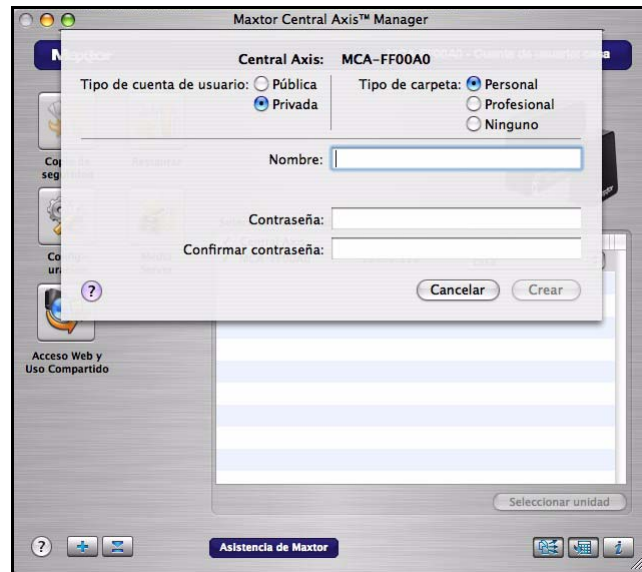 Maxtor Central Axis™ Manager
Maxtor
Central Axis: MCA-FF00A0
Tipo de cuenta de usuario: Pública
Privada
Tipo de carpeta: Personal
Profesional
Ninguno
Nombre:
Contraseña:
Confirmar contraseña:
? Cancelar Crear
Acceso Web y
Uso Compartido
Seleccionar unidad
? Asistencia de Maxtor i